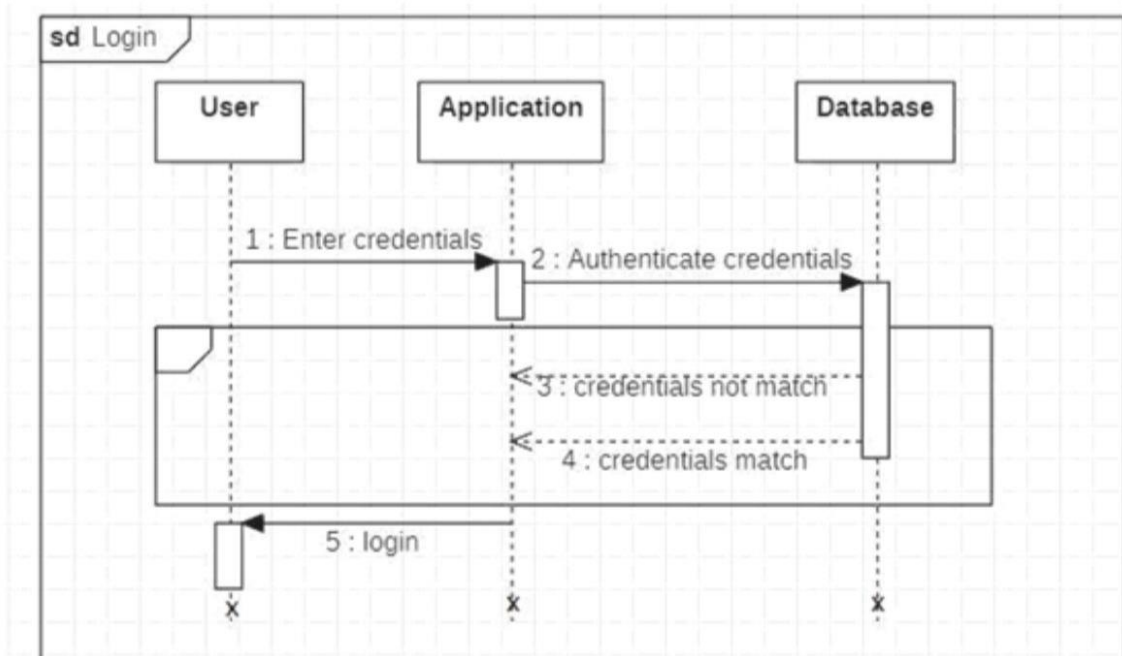 sd Login
User
Application
Database
1 : Enter credentials
2 : Authenticate credentials
3 : credentials not match
4 : credentials match
5 : login
x
x
x